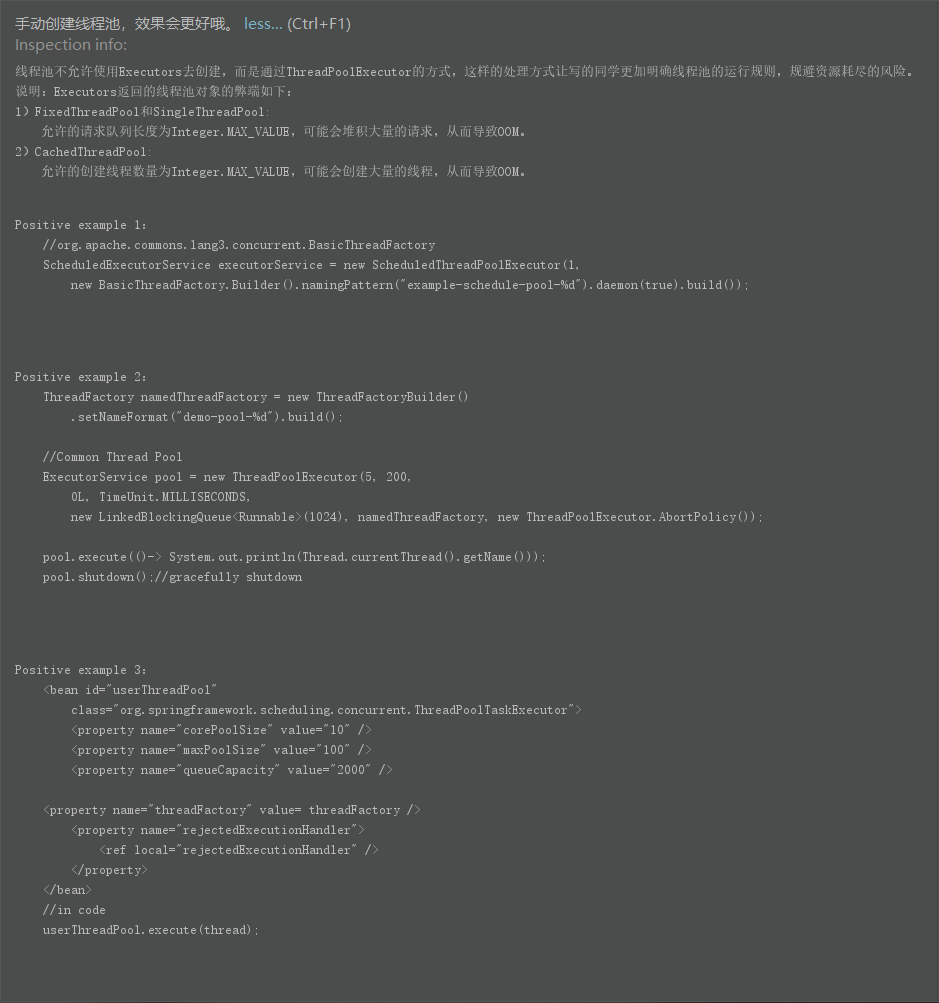 手动创建线程池，效果会更好哦。 less... (Ctrl+F1)
Inspection info:
线程池不允许使用Executors去创建，而是通过ThreadPoolExecutor的方式，这样的处理方式让写的同学更加明确线程池的运行规则，规避资源耗尽的风险。
说明：Executors返回的线程池对象的弊端如下：
1）FixedThreadPool和SingleThreadPool:
允许的请求队列长度为Integer.MAX_VALUE，可能会堆积大量的请求，从而导致OOM。
2）CachedThreadPool:
允许的创建线程数量为Integer.MAX_VALUE，可能会创建大量的线程，从而导致OOM。
Positive example 1：
//org.apache.commons.lang3.concurrent.BasicThreadFactory
ScheduledExecutorService executorService = new ScheduledThreadPoolExecutor(1,
new BasicThreadFactory.Builder().namingPattern("example-schedule-pool-%d").daemon(true).build());
Positive example 2：
ThreadFactory namedThreadFactory = new ThreadFactoryBuilder()
.setNameFormat("demo-pool-%d").build();
//Common Thread Pool
ExecutorService pool = new ThreadPoolExecutor(5, 200,
0L, TimeUnit.MILLISECONDS,
new LinkedBlockingQueue<Runnable>(1024), namedThreadFactory, new ThreadPoolExecutor.AbortPolicy());
pool.execute(()-> System.out.println(Thread.currentThread().getName()));
pool.shutdown();//gracefully shutdown
Positive example 3：
<bean id="userThreadPool"
class="org.springframework.scheduling.concurrent.ThreadPoolTaskExecutor">
<property name="corePoolSize" value="10" />
<property name="maxPoolSize" value="100" />
<property name="queueCapacity" value="2000" />
<property name="threadFactory" value= threadFactory />
<property name="rejectedExecutionHandler">
<ref local="rejectedExecutionHandler" />
</property>
</bean>
//in code
userThreadPool.execute(thread);